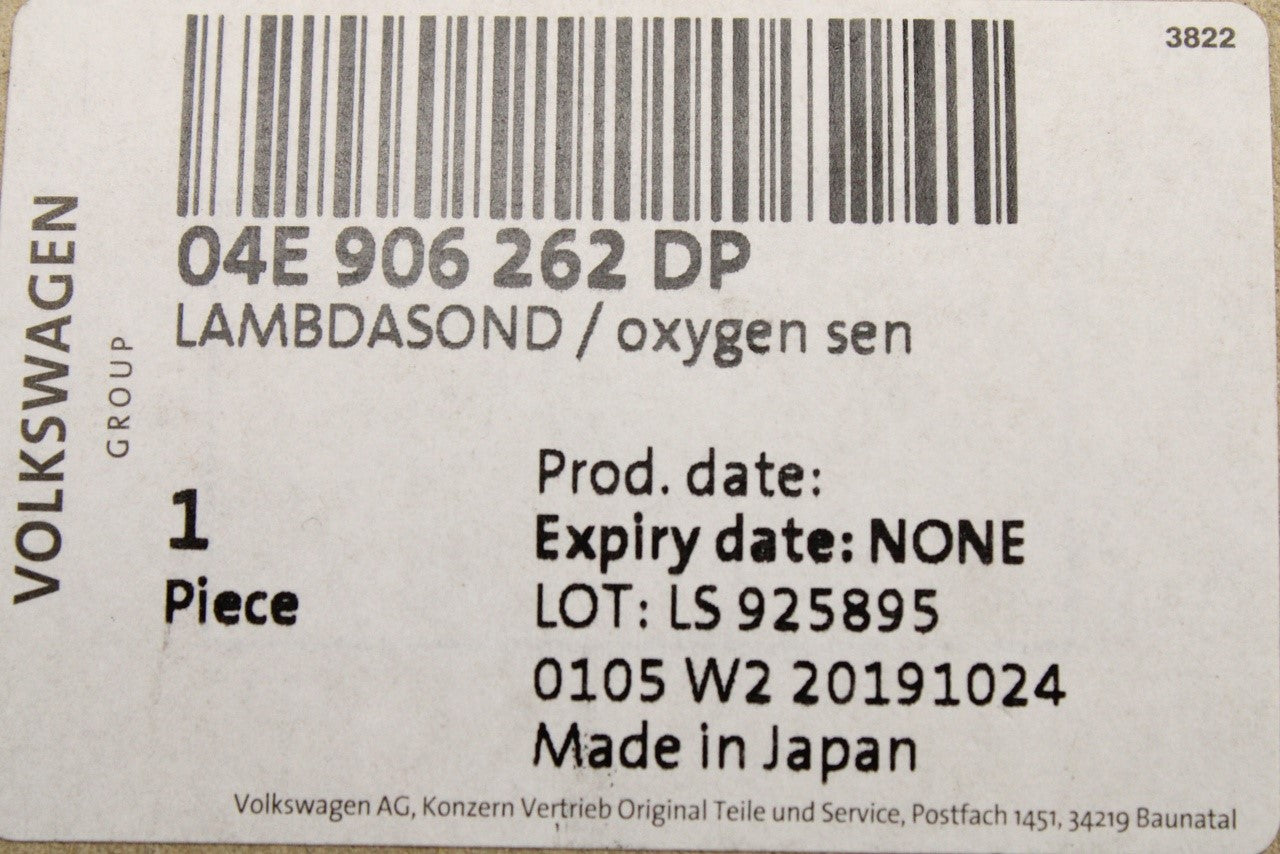 3822
04E 906 262 DP
LAMBDASOND / oxygen sen
VOLKSWAGEN
GROUP
1
Piece
Prod. date:
Expiry date: NONE
LOT: LS 925895
0105 W2 20191024
Made in Japan
Volkswagen AG, Konzern Vertrieb Original Teile und Service, Postfach 1451, 34219 Baunatal